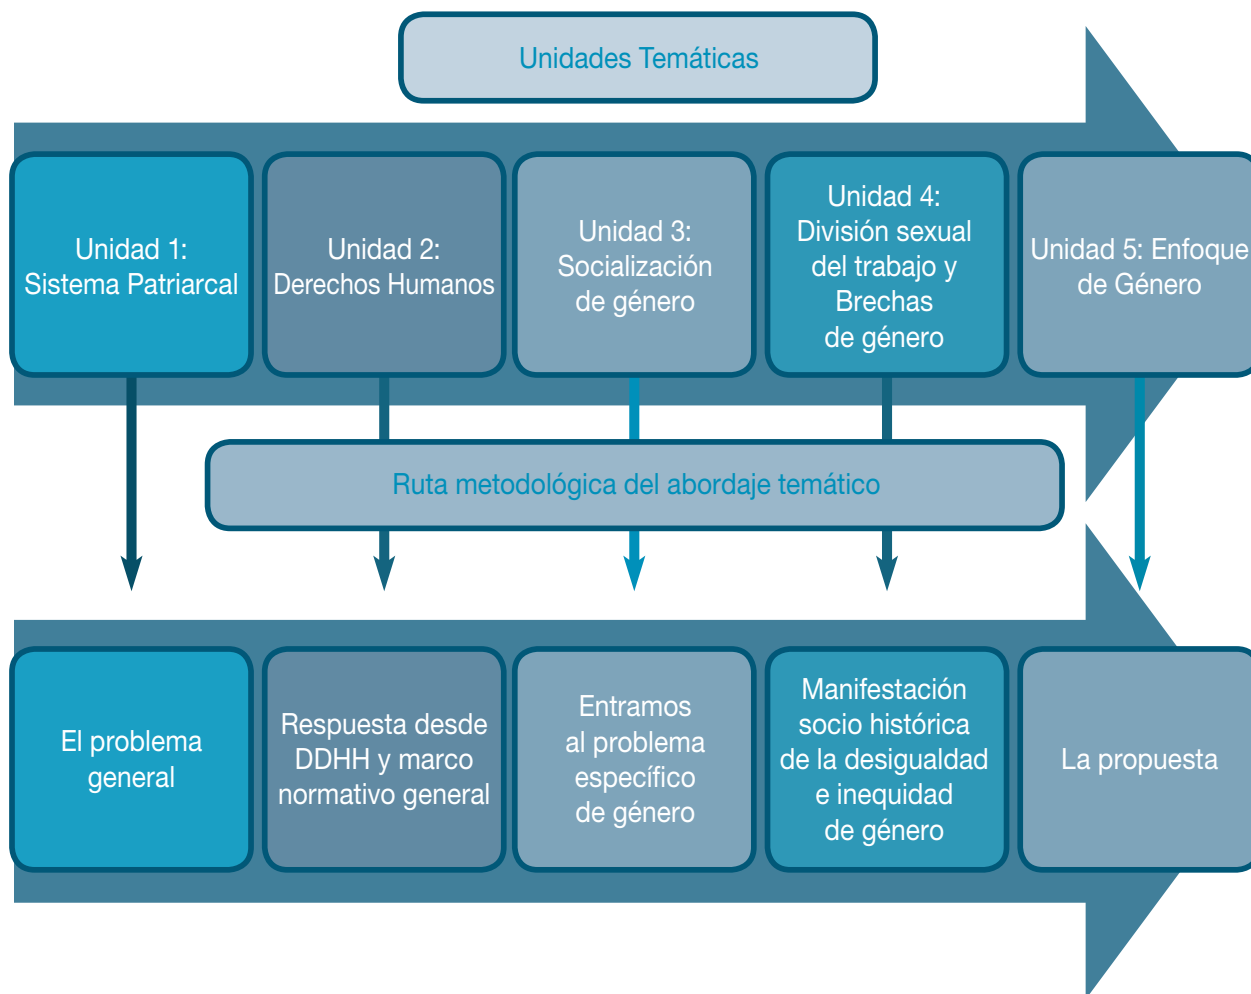 Unidades Temáticas
Unidad 1:
Sistema Patriarcal
Unidad 2:
Derechos Humanos
Unidad 3:
Socialización
de género
Unidad 4:
División sexual
del trabajo y
Brechas
de género
Unidad 5: Enfoque
de Género
Ruta metodológica del abordaje temático
El problema
general
Respuesta desde
DDHH y marco
normativo general
Entramos
al problema
específico
de género
Manifestación
socio histórica
de la desigualdad
e inequidad
de género
La propuesta